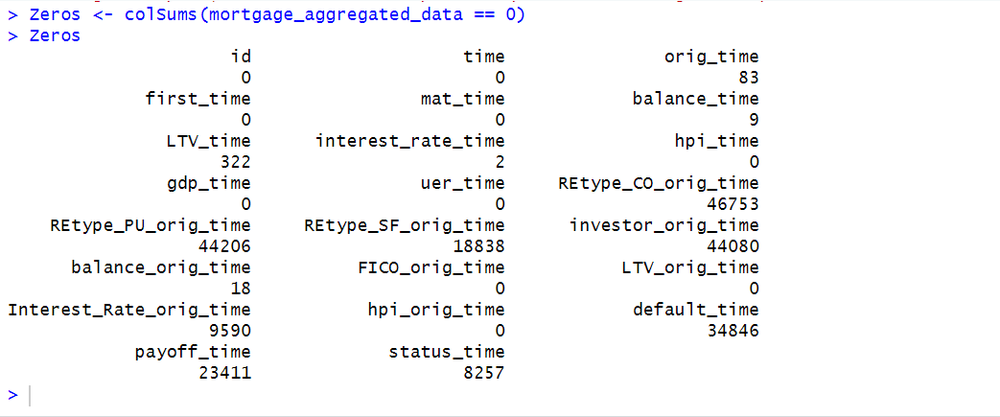 > Zeros <- colSums(mortgage_aggregated_data == 0)
> Zeros
id time orig_time
0 0 83
first_time mat_time balance_time
0 0 9
LTV_time interest_rate_time hpi_time
322 2 0
gdp_time uer_time REtype_CO_orig_time
0 0 46753
REtype_PU_orig_time REtype_SF_orig_time investor_orig_time
44206 18838 44080
balance_orig_time FICO_orig_time LTV_orig_time
18 0 0
Interest_Rate_orig_time hpi_orig_time default_time
9590 0 34846
payoff_time status_time
23411 8257
>